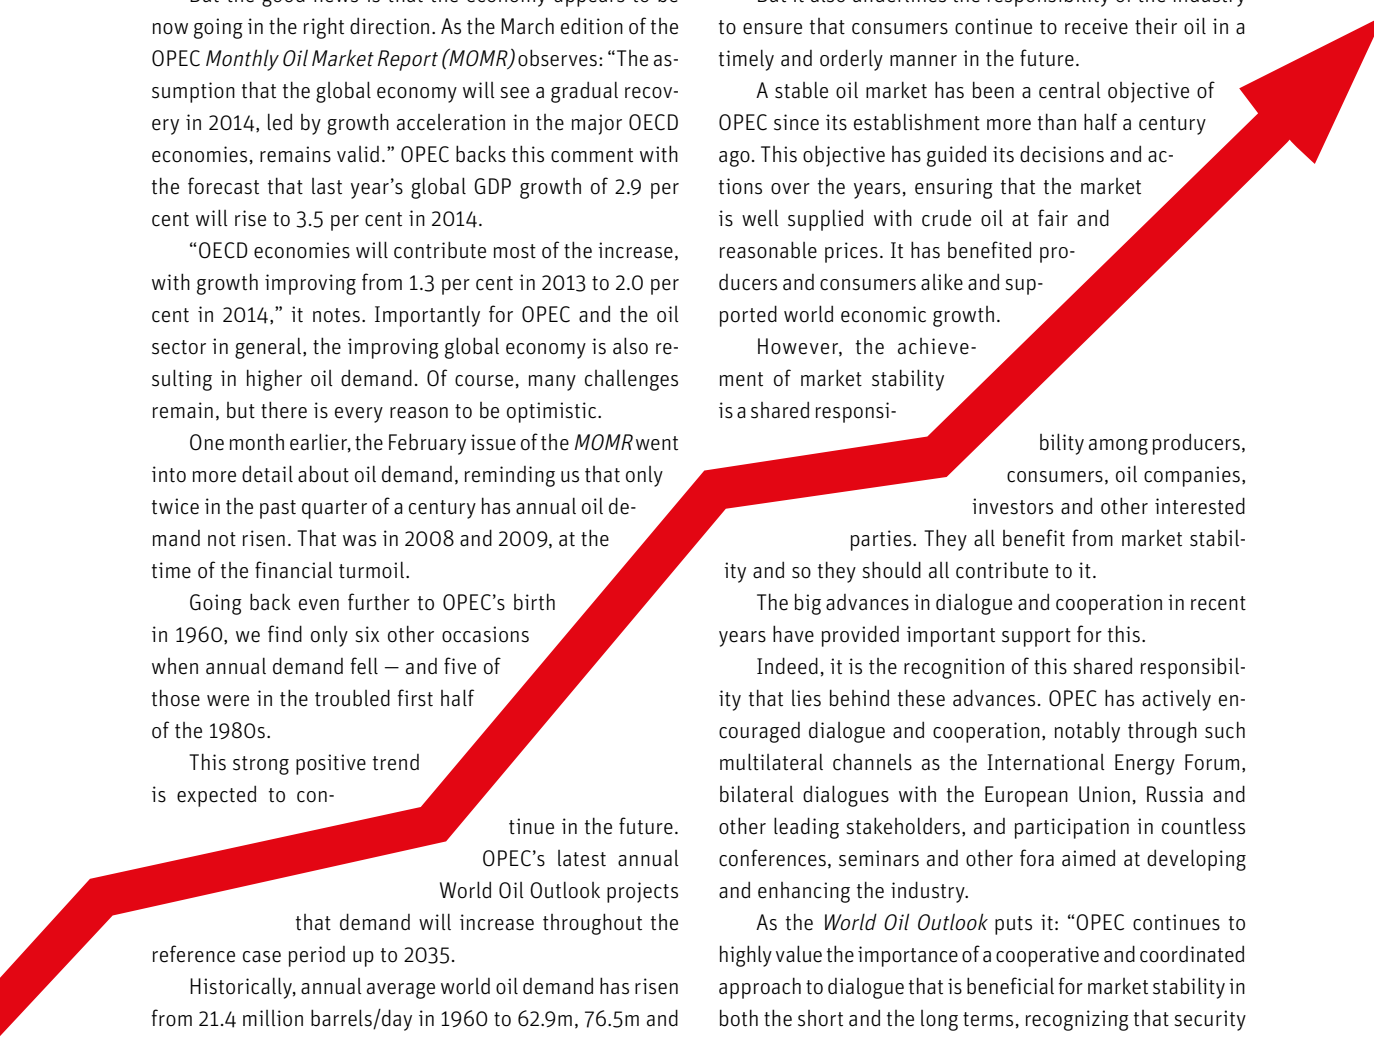 But the good news is that the economy appears to be
now going in the right direction. As the March edition of the
OPEC Monthly Oil Market Report (MOMR) observes: “The as-
sumption that the global economy will see a gradual recov-
ery in 2014, led by growth acceleration in the major OECD
economies, remains valid.” OPEC backs this comment with
the forecast that last year’s global GDP growth of 2.9 per
cent will rise to 3.5 per cent in 2014.
“OECD economies will contribute most of the increase,
with growth improving from 1.3 per cent in 2013 to 2.0 per
cent in 2014,” it notes. Importantly for OPEC and the oil
sector in general, the improving global economy is also re-
sulting in higher oil demand. Of course, many challenges
remain, but there is every reason to be optimistic.
One month earlier, the February issue of the MOMR went
into more detail about oil demand, reminding us that only
twice in the past quarter of a century has annual oil de-
mand not risen. That was in 2008 and 2009, at the
time of the financial turmoil.
Going back even further to OPEC’s birth
in 1960, we find only six other occasions
when annual demand fell — and five of
those were in the troubled first half
of the 1980s.
This strong positive trend
is expected to con-
tinue in the future.
OPEC’s latest annual
World Oil Outlook projects
that demand will increase throughout the
reference case period up to 2035.
Historically, annual average world oil demand has risen
from 21.4 million barrels/day in 1960 to 62.9m, 76.5m and
But it also underlines the responsibility of the industry
to ensure that consumers continue to receive their oil in a
timely and orderly manner in the future.
A stable oil market has been a central objective of
OPEC since its establishment more than half a century
ago. This objective has guided its decisions and ac-
tions over the years, ensuring that the market
is well supplied with crude oil at fair and
reasonable prices. It has benefited pro-
ducers and consumers alike and sup-
ported world economic growth.
However, the achieve-
ment of market stability
is a shared responsi-
bility among producers,
consumers, oil companies,
investors and other interested
parties. They all benefit from market stabil-
ity and so they should all contribute to it.
The big advances in dialogue and cooperation in recent
years have provided important support for this.
Indeed, it is the recognition of this shared responsibil-
ity that lies behind these advances. OPEC has actively en-
couraged dialogue and cooperation, notably through such
multilateral channels as the International Energy Forum,
bilateral dialogues with the European Union, Russia and
other leading stakeholders, and participation in countless
conferences, seminars and other fora aimed at developing
and enhancing the industry.
As the World Oil Outlook puts it: “OPEC continues to
highly value the importance of a cooperative and coordinated
approach to dialogue that is beneficial for market stability in
both the short and the long terms, recognizing that security